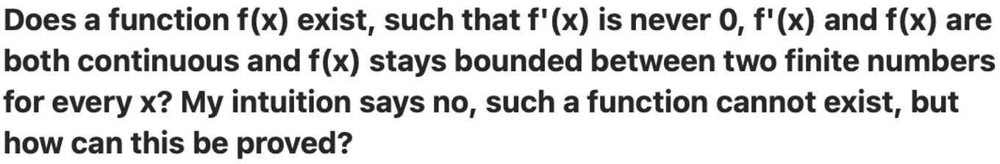 Does a function f(x) exist, such that f'(x) is never 0, f'(x) and f(x) are
both continuous and f(x) stays bounded between two finite numbers
for every x? My intuition says no, such a function cannot exist, but
how can this be proved?